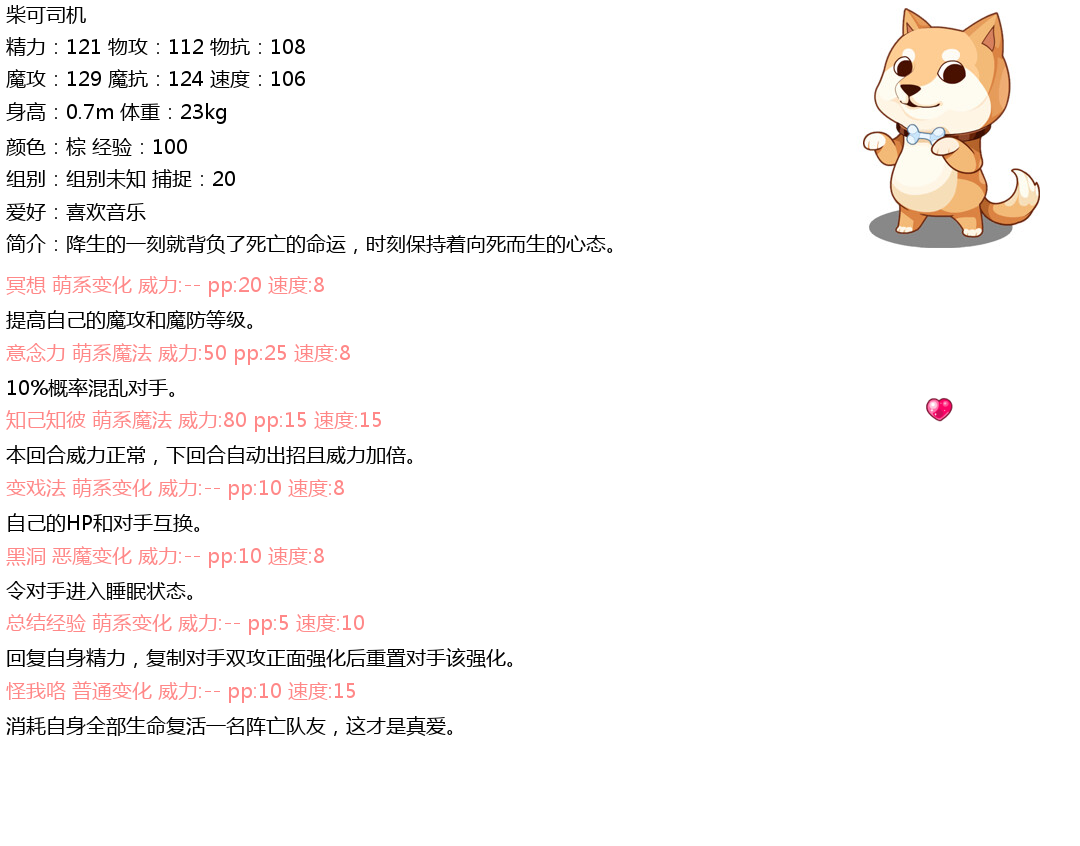 柴可司机
精力：121 物攻：112 物抗：108
魔攻：129 魔抗：124 速度：106
身高：0.7m 体重：23kg
颜色：棕 经验：100
组别：组别未知 捕捉：20
爱好：喜欢音乐
简介：降生的一刻就背负了死亡的命运，时刻保持着向死而生的心态。
冥想 萌系变化 威力:-- pp:20 速度:8
提高自己的魔攻和魔防等级。
意念力 萌系魔法 威力:50 pp:25 速度:8
10%概率混乱对手。
知己知彼 萌系魔法 威力:80 pp:15 速度:15
本回合威力正常，下回合自动出招且威力加倍。
变戏法 萌系变化 威力:-- pp:10 速度:8
自己的HP和对手互换。
黑洞 恶魔变化 威力:-- pp:10 速度:8
令对手进入睡眠状态。
总结经验 萌系变化 威力:-- pp:5 速度:10
回复自身精力，复制对手双攻正面强化后重置对手该强化。
怪我咯 普通变化 威力:-- pp:10 速度:15
消耗自身全部生命复活一名阵亡队友，这才是真爱。